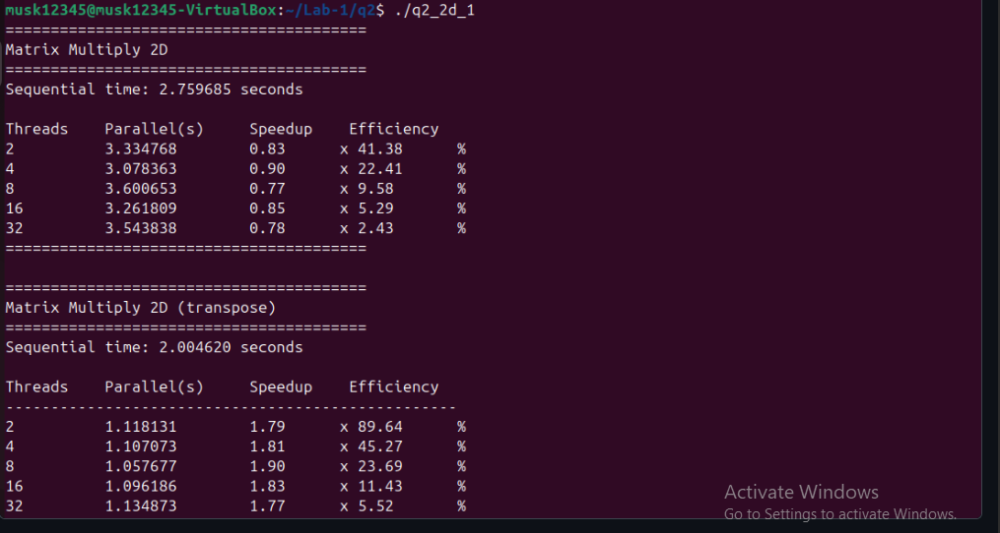 musk12345@musk12345-VirtualBox:~/Lab-1/q2$ ./q2_2d_1
========================================
Matrix Multiply 2D
========================================
Sequential time: 2.759685 seconds
Threads    Parallel(s)     Speedup    Efficiency
2          3.334768        0.83      x 41.38      %
4          3.078363        0.90      x 22.41      %
8          3.600653        0.77      x 9.58       %
16         3.261809        0.85      x 5.29       %
32         3.543838        0.78      x 2.43       %
========================================
========================================
Matrix Multiply 2D (transpose)
========================================
Sequential time: 2.004620 seconds
Threads    Parallel(s)     Speedup    Efficiency
--------------------------------------------------
2          1.118131        1.79      x 89.64      %
4          1.107073        1.81      x 45.27      %
8          1.057677        1.90      x 23.69      %
16         1.096186        1.83      x 11.43      %
32         1.134873        1.77      x 5.52       %
Activate Windows
Go to Settings to activate Windows.